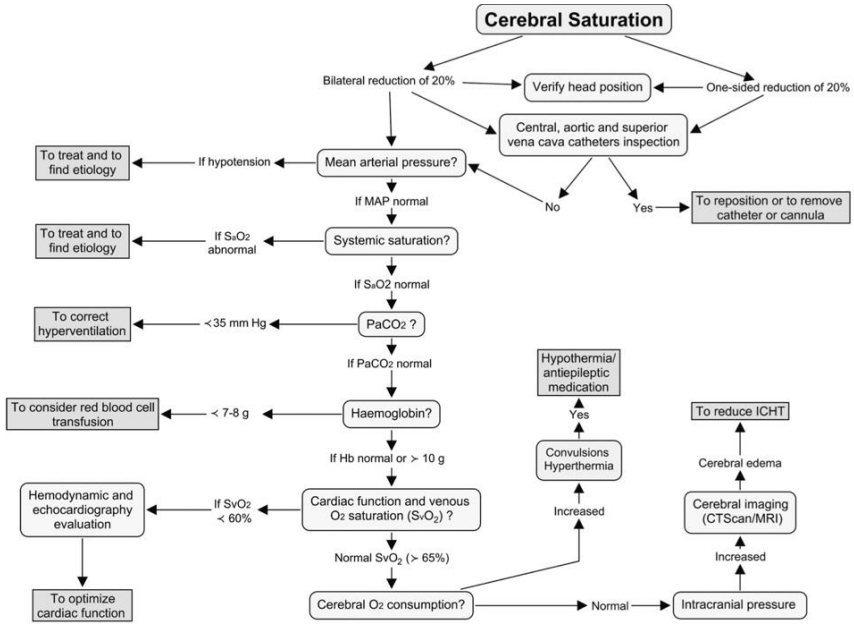 Cerebral Saturation
Bilateral reduction of 20%
Verify head position
One-sided reduction of 20%
Central, aortic and superior
vena cava catheters inspection
To treat and to
find etiology
If hypotension
Mean arterial pressure?
No
Yes
To reposition or to remove
catheter or cannula
If MAP normal
To treat and to
find etiology
If SaO2
abnormal
Systemic saturation?
If SaO2 normal
To correct
hyperventilation
<35 mm Hg
PaCO2 ?
If PaCO2 normal
To consider red blood cell
transfusion
< 7-8 g
Haemoglobin?
If Hb normal or > 10 g
Hemodynamic and
echocardiography
evaluation
If SvO2
< 60%
Cardiac function and venous
O2 saturation (SvO2) ?
Normal SvO2 (> 65%)
To optimize
cardiac function
Cerebral O2 consumption?
Hypothermia/
antiepileptic
medication
Yes
Convulsions
Hyperthermia
Increased
Normal
Intracranial pressure
Increased
Cerebral imaging
(CTScan/MRI)
Cerebral edema
To reduce ICHT